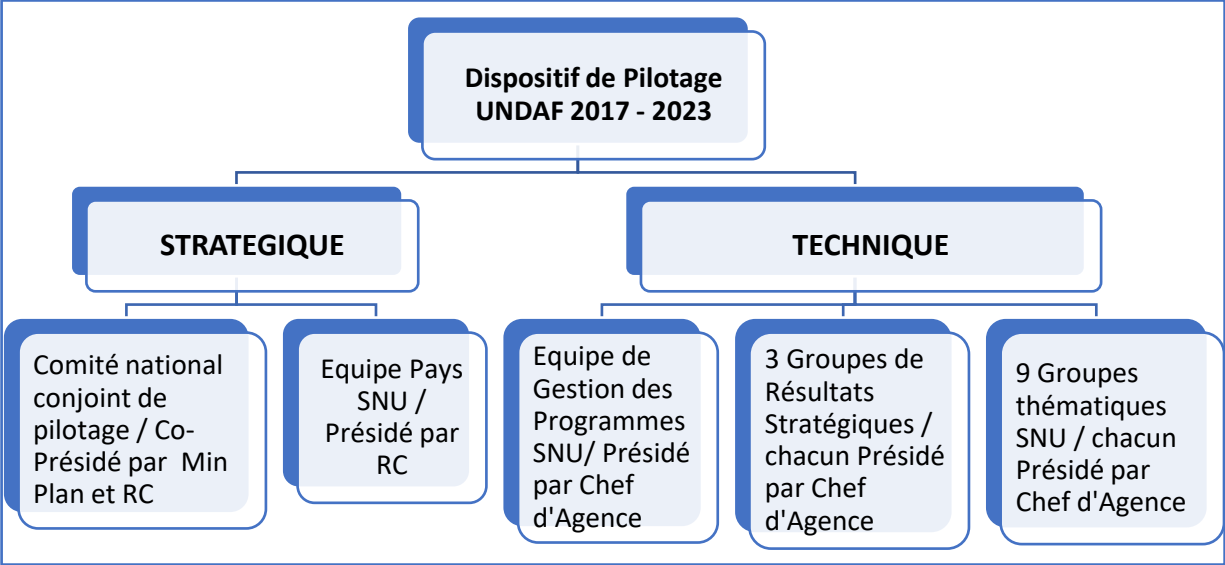 Dispositif de Pilotage
UNDAF 2017 - 2023
STRATEGIQUE
TECHNIQUE
Comité national
conjoint de
pilotage / Co-
Présidé par Min
Plan et RC
Equipe Pays
SNU /
Présidé par
RC
Equipe de
Gestion des
Programmes
SNU/ Présidé
par Chef
d'Agence
3 Groupes de
Résultats
Stratégiques /
chacun Présidé
par Chef
d'Agence
9 Groupes
thématiques
SNU / chacun
Présidé par
Chef d'Agence